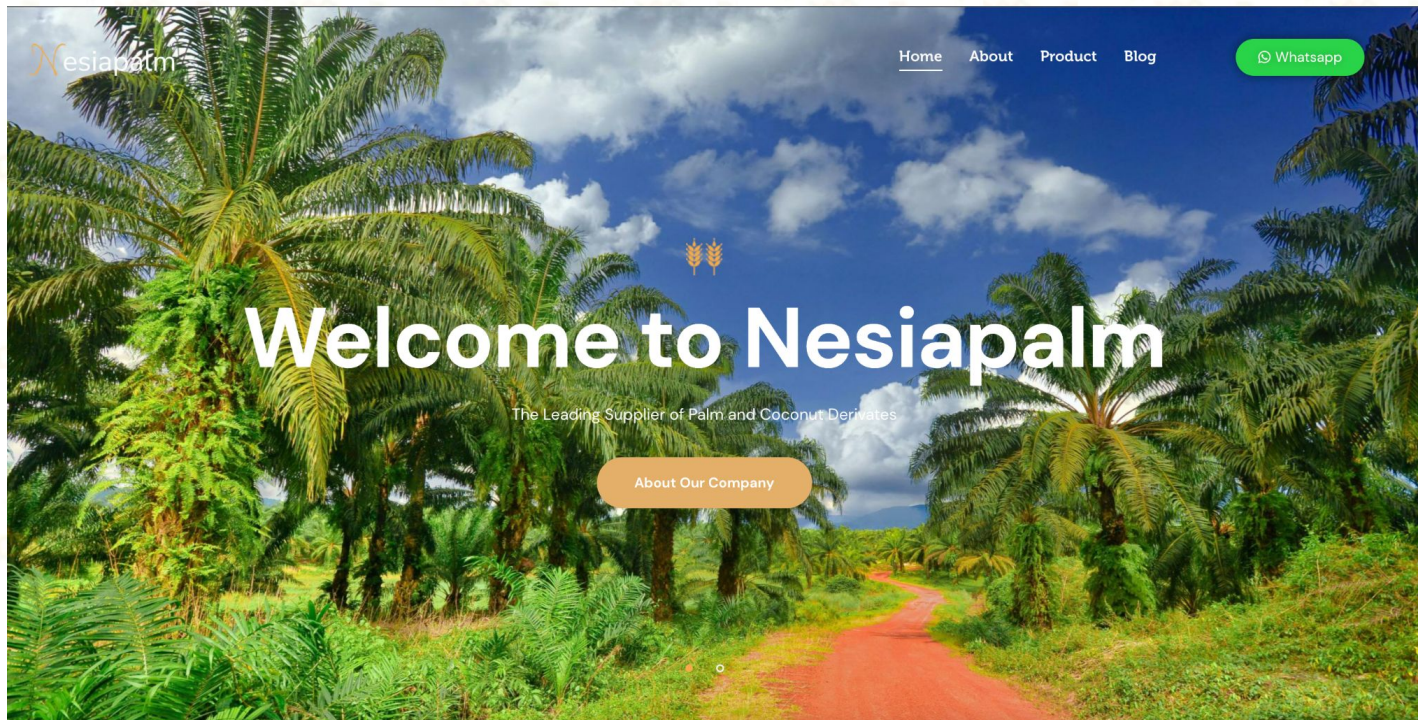 Nesiapalm
Home About Product Blog
Whatsapp
Welcome to Nesiapalm
The Leading Supplier of Palm and Coconut Derivates
About Our Company